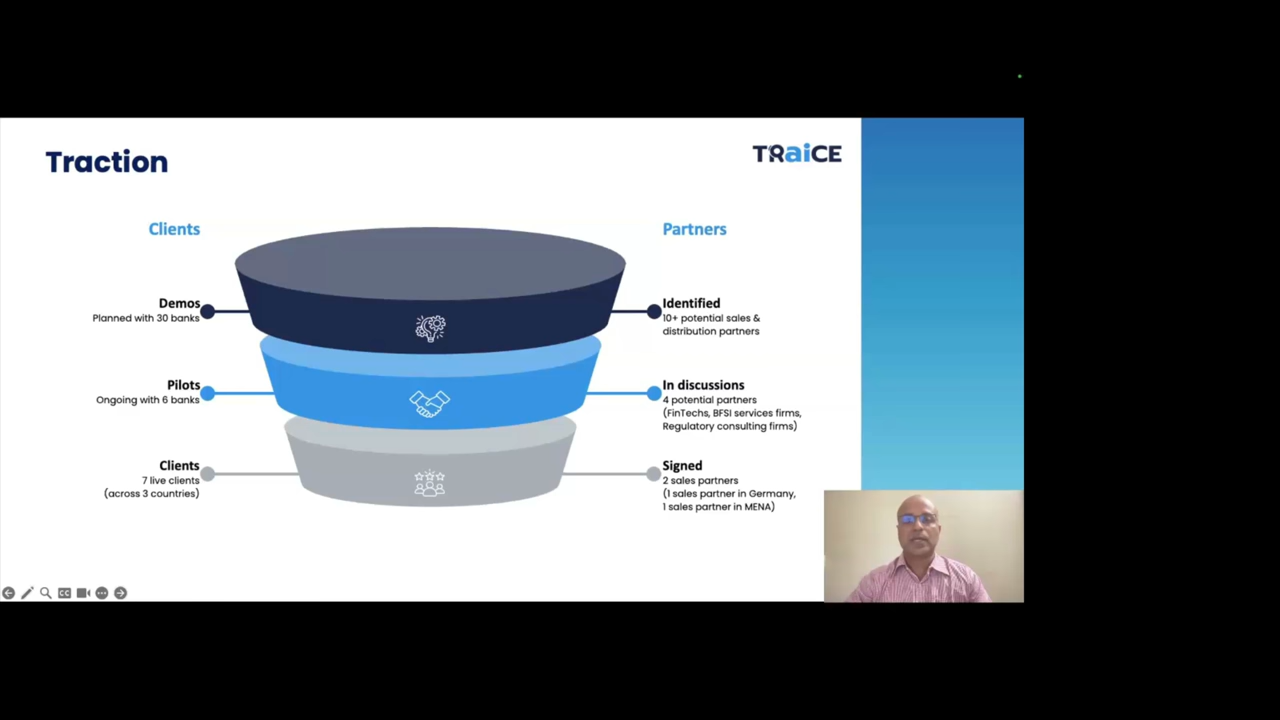 Traction
TRaiCE
Clients
Partners
Demos
Planned with 30 banks
Identified
10+ potential sales &
distribution partners
Pilots
Ongoing with 6 banks
In discussions
4 potential partners
(FinTechs, BFSI services firms,
Regulatory consulting firms)
Clients
7 live clients
(across 3 countries)
Signed
2 sales partners
(1 sales partner in Germany,
1 sales partner in MENA)
CC